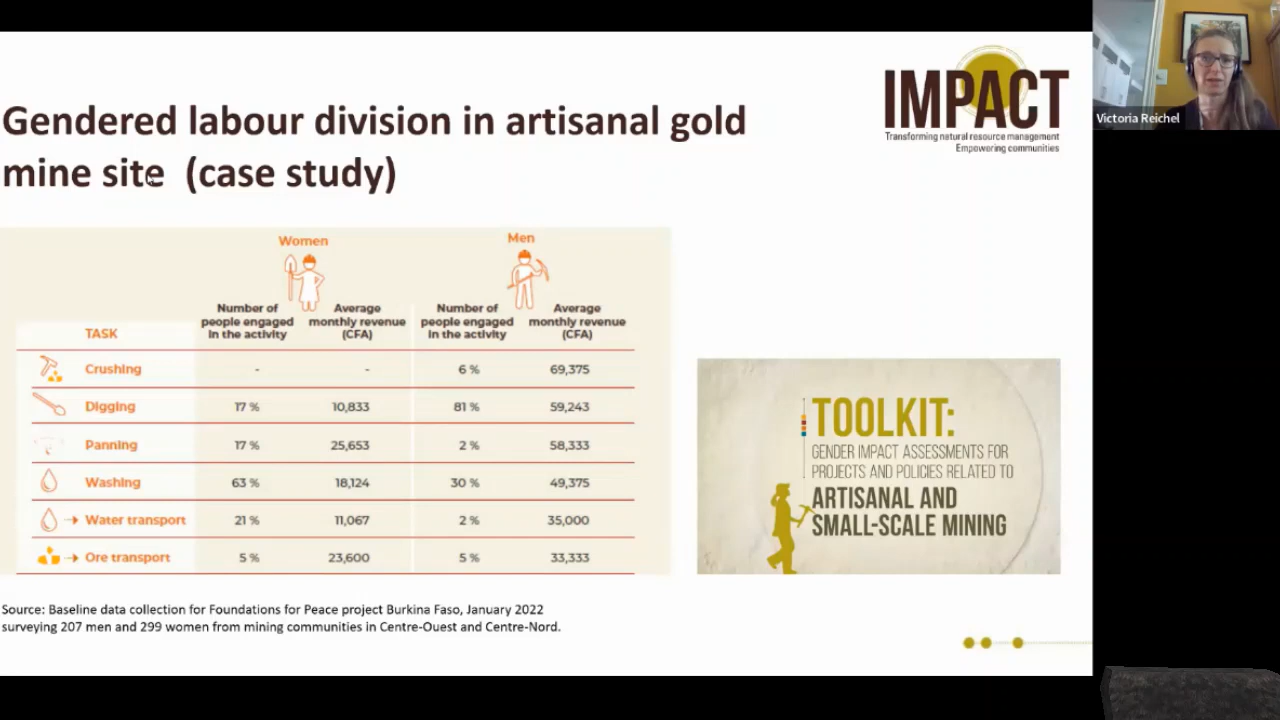 Gendered labour division in artisanal gold
mine site (case study)
IMPACT
Transforming natural resource management
Empowering communities
Victoria Reichel
Women
Men
TASK
Number of
people engaged
in the activity
Average
monthly revenue
(CFA)
Number of
people engaged
in the activity
Average
monthly revenue
(CFA)
Crushing - - 6 % 69,375
Digging 17 % 10,833 81 % 59,243
Panning 17 % 25,653 2 % 58,333
Washing 63 % 18,124 30 % 49,375
Water transport 21 % 11,067 2 % 35,000
Ore transport 5 % 23,600 5 % 33,333
TOOLKIT:
GENDER IMPACT ASSESSMENTS FOR
PROJECTS AND POLICIES RELATED TO
ARTISANAL AND
SMALL-SCALE MINING
Source: Baseline data collection for Foundations for Peace project Burkina Faso, January 2022
surveying 207 men and 299 women from mining communities in Centre-Ouest and Centre-Nord.